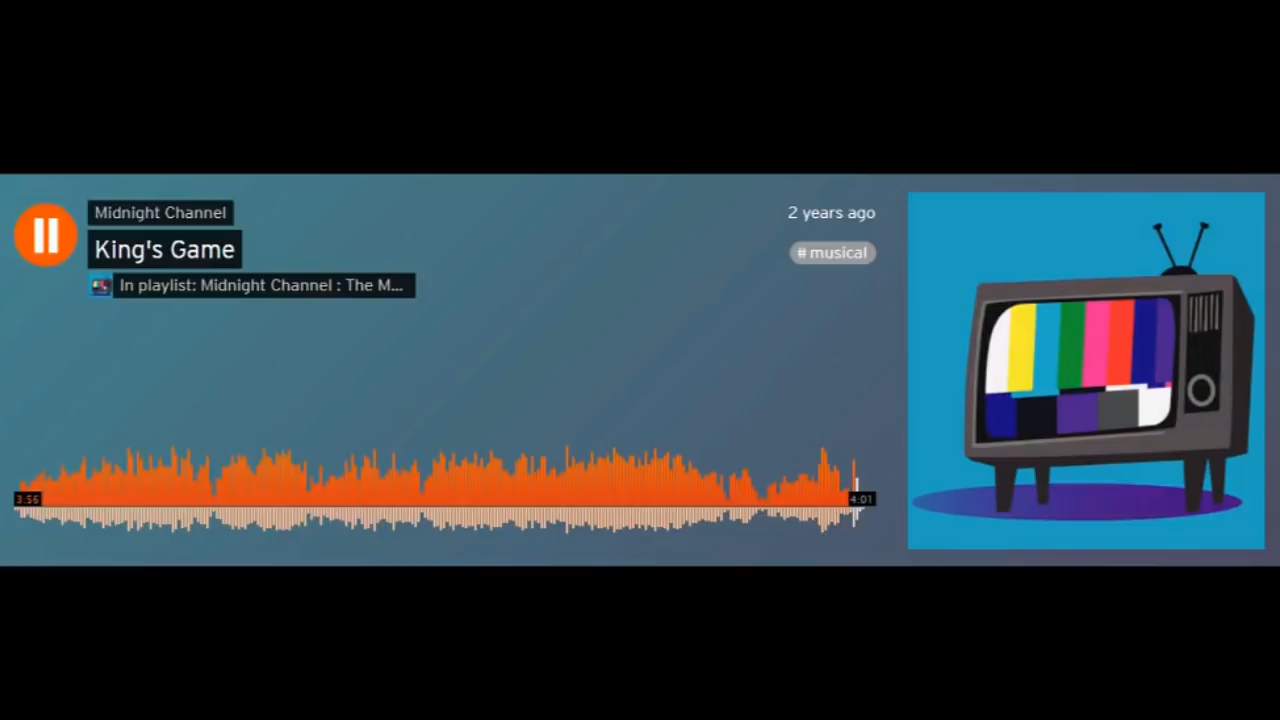 Midnight Channel
King's Game
In playlist: Midnight Channel : The M...
2 years ago
# musical
3:56
4:01